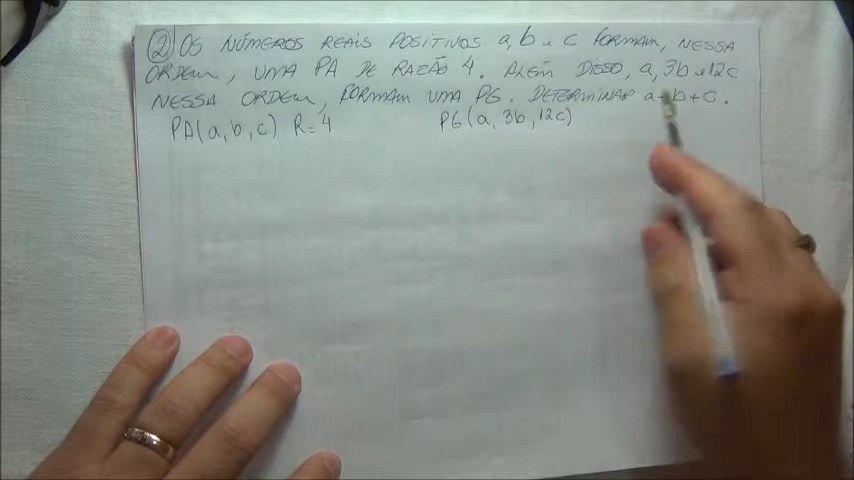 ② OS NÚMEROS REAIS POSITIVOS a, b e c FORMAM, NESSA
ORDEM, UMA PA DE RAZÃO 4. ALÉM DISSO, a, 3b e 12c
NESSA ORDEM, FORMAM UMA PG. DETERMINAR a+b+c.
PA(a, b, c) R=4 PG(a, 3b, 12c)